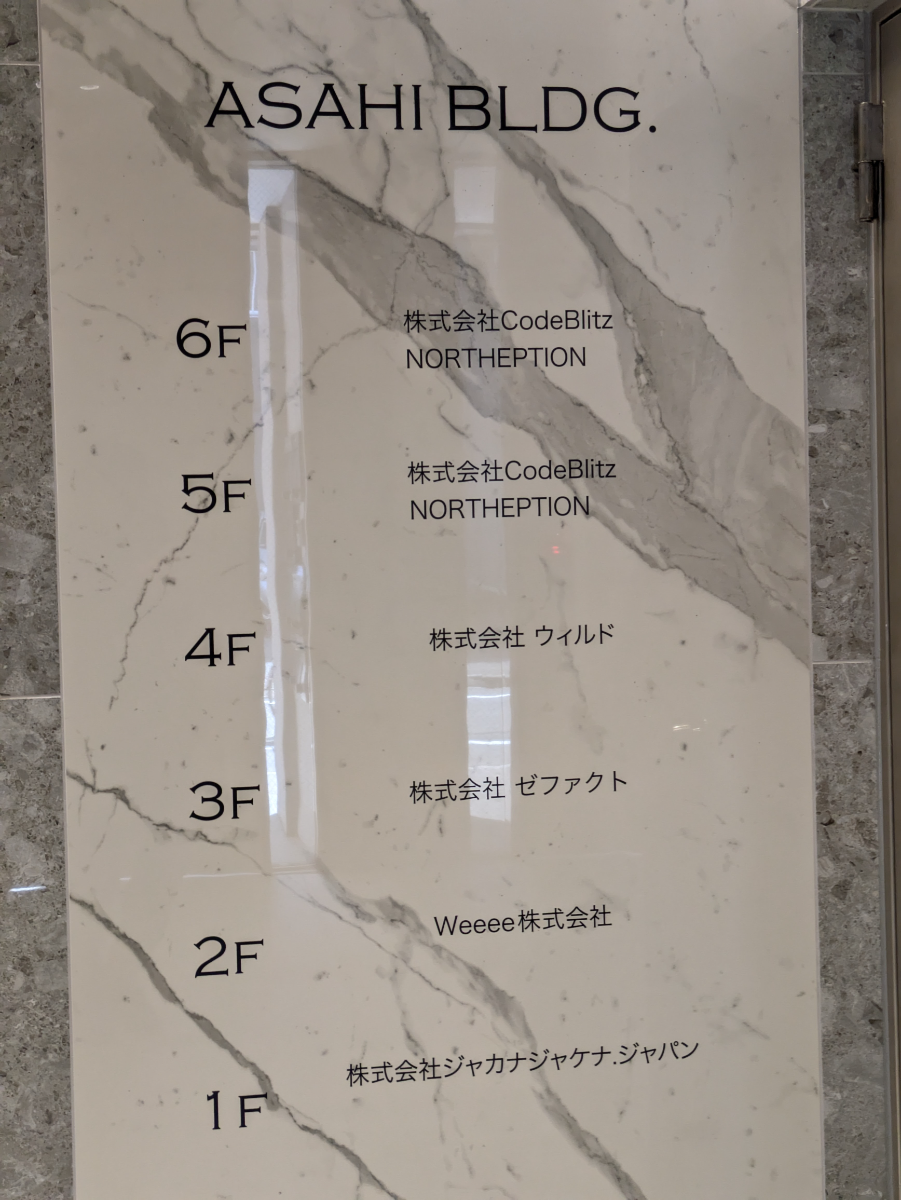 ASAHI BLDG.
6F 株式会社CodeBlitz
NORTHEPTION
5F 株式会社CodeBlitz
NORTHEPTION
4F 株式会社 ウィルド
3F 株式会社 ゼファクト
2F Weeee株式会社
1F 株式会社ジャカナジャケナ.ジャパン